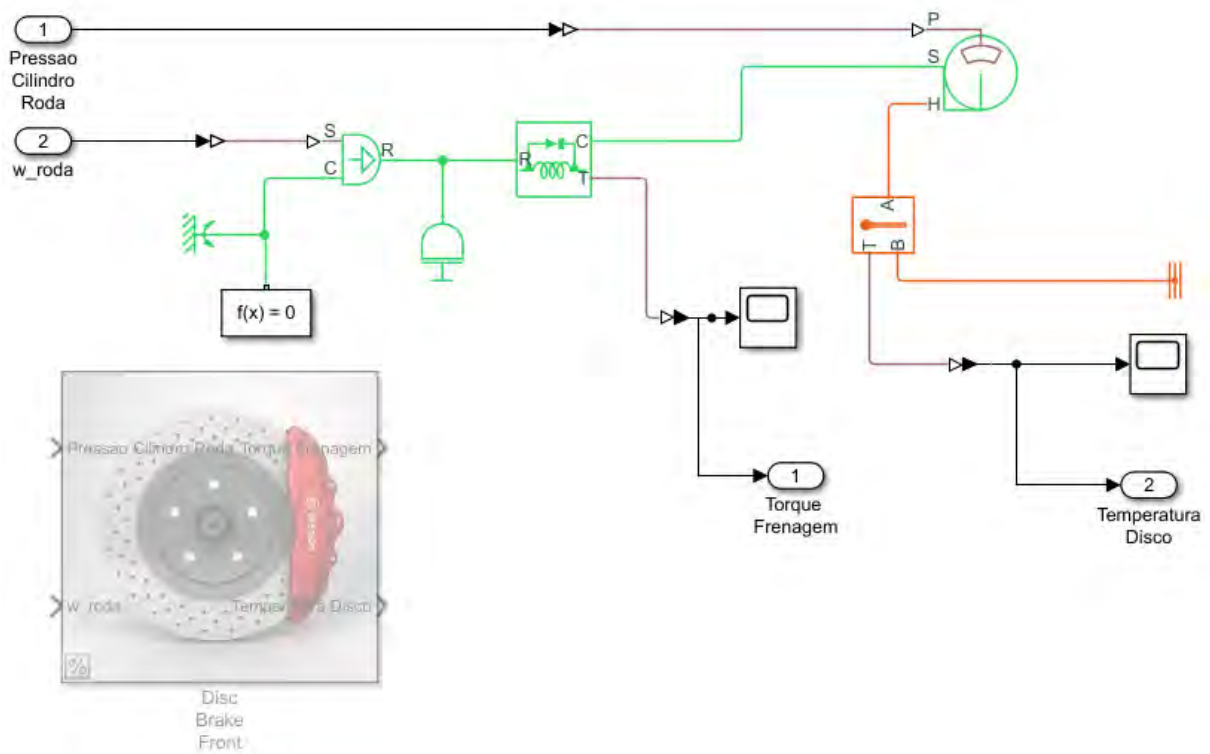 1
Pressao
Cilindro
Roda
P
S
H
2
w_roda
S
C
R
R
C
T
A
T
B
f(x) = 0
1
Torque
Frenagem
2
Temperatura
Disco
Pressao Cilindro Roda Torque Frenagem
w_roda
Temperatura Disco
%
Disc
Brake
Front